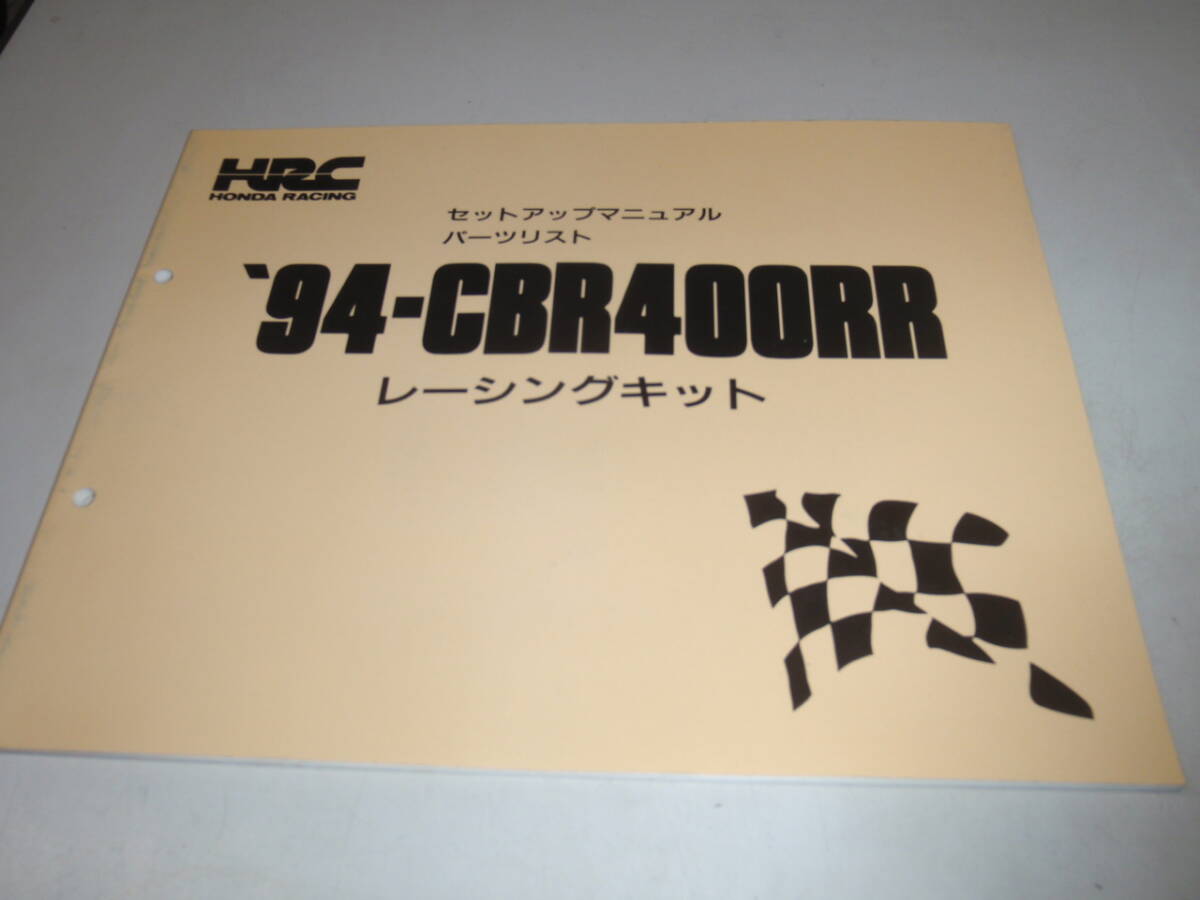 HRC
HONDA RACING
セットアップマニュアル
パーツリスト
`94-CBR400RR
レーシングキット